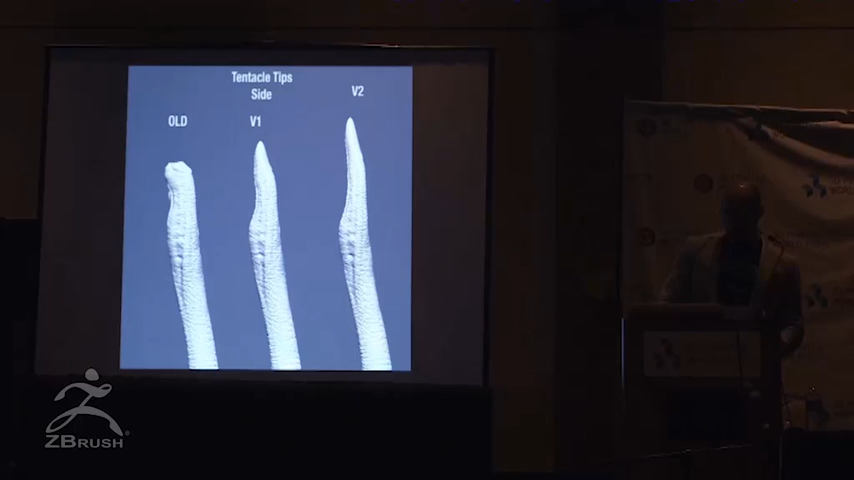 Tentacle Tips
Side
OLD
V1
V2
ZBRUSH